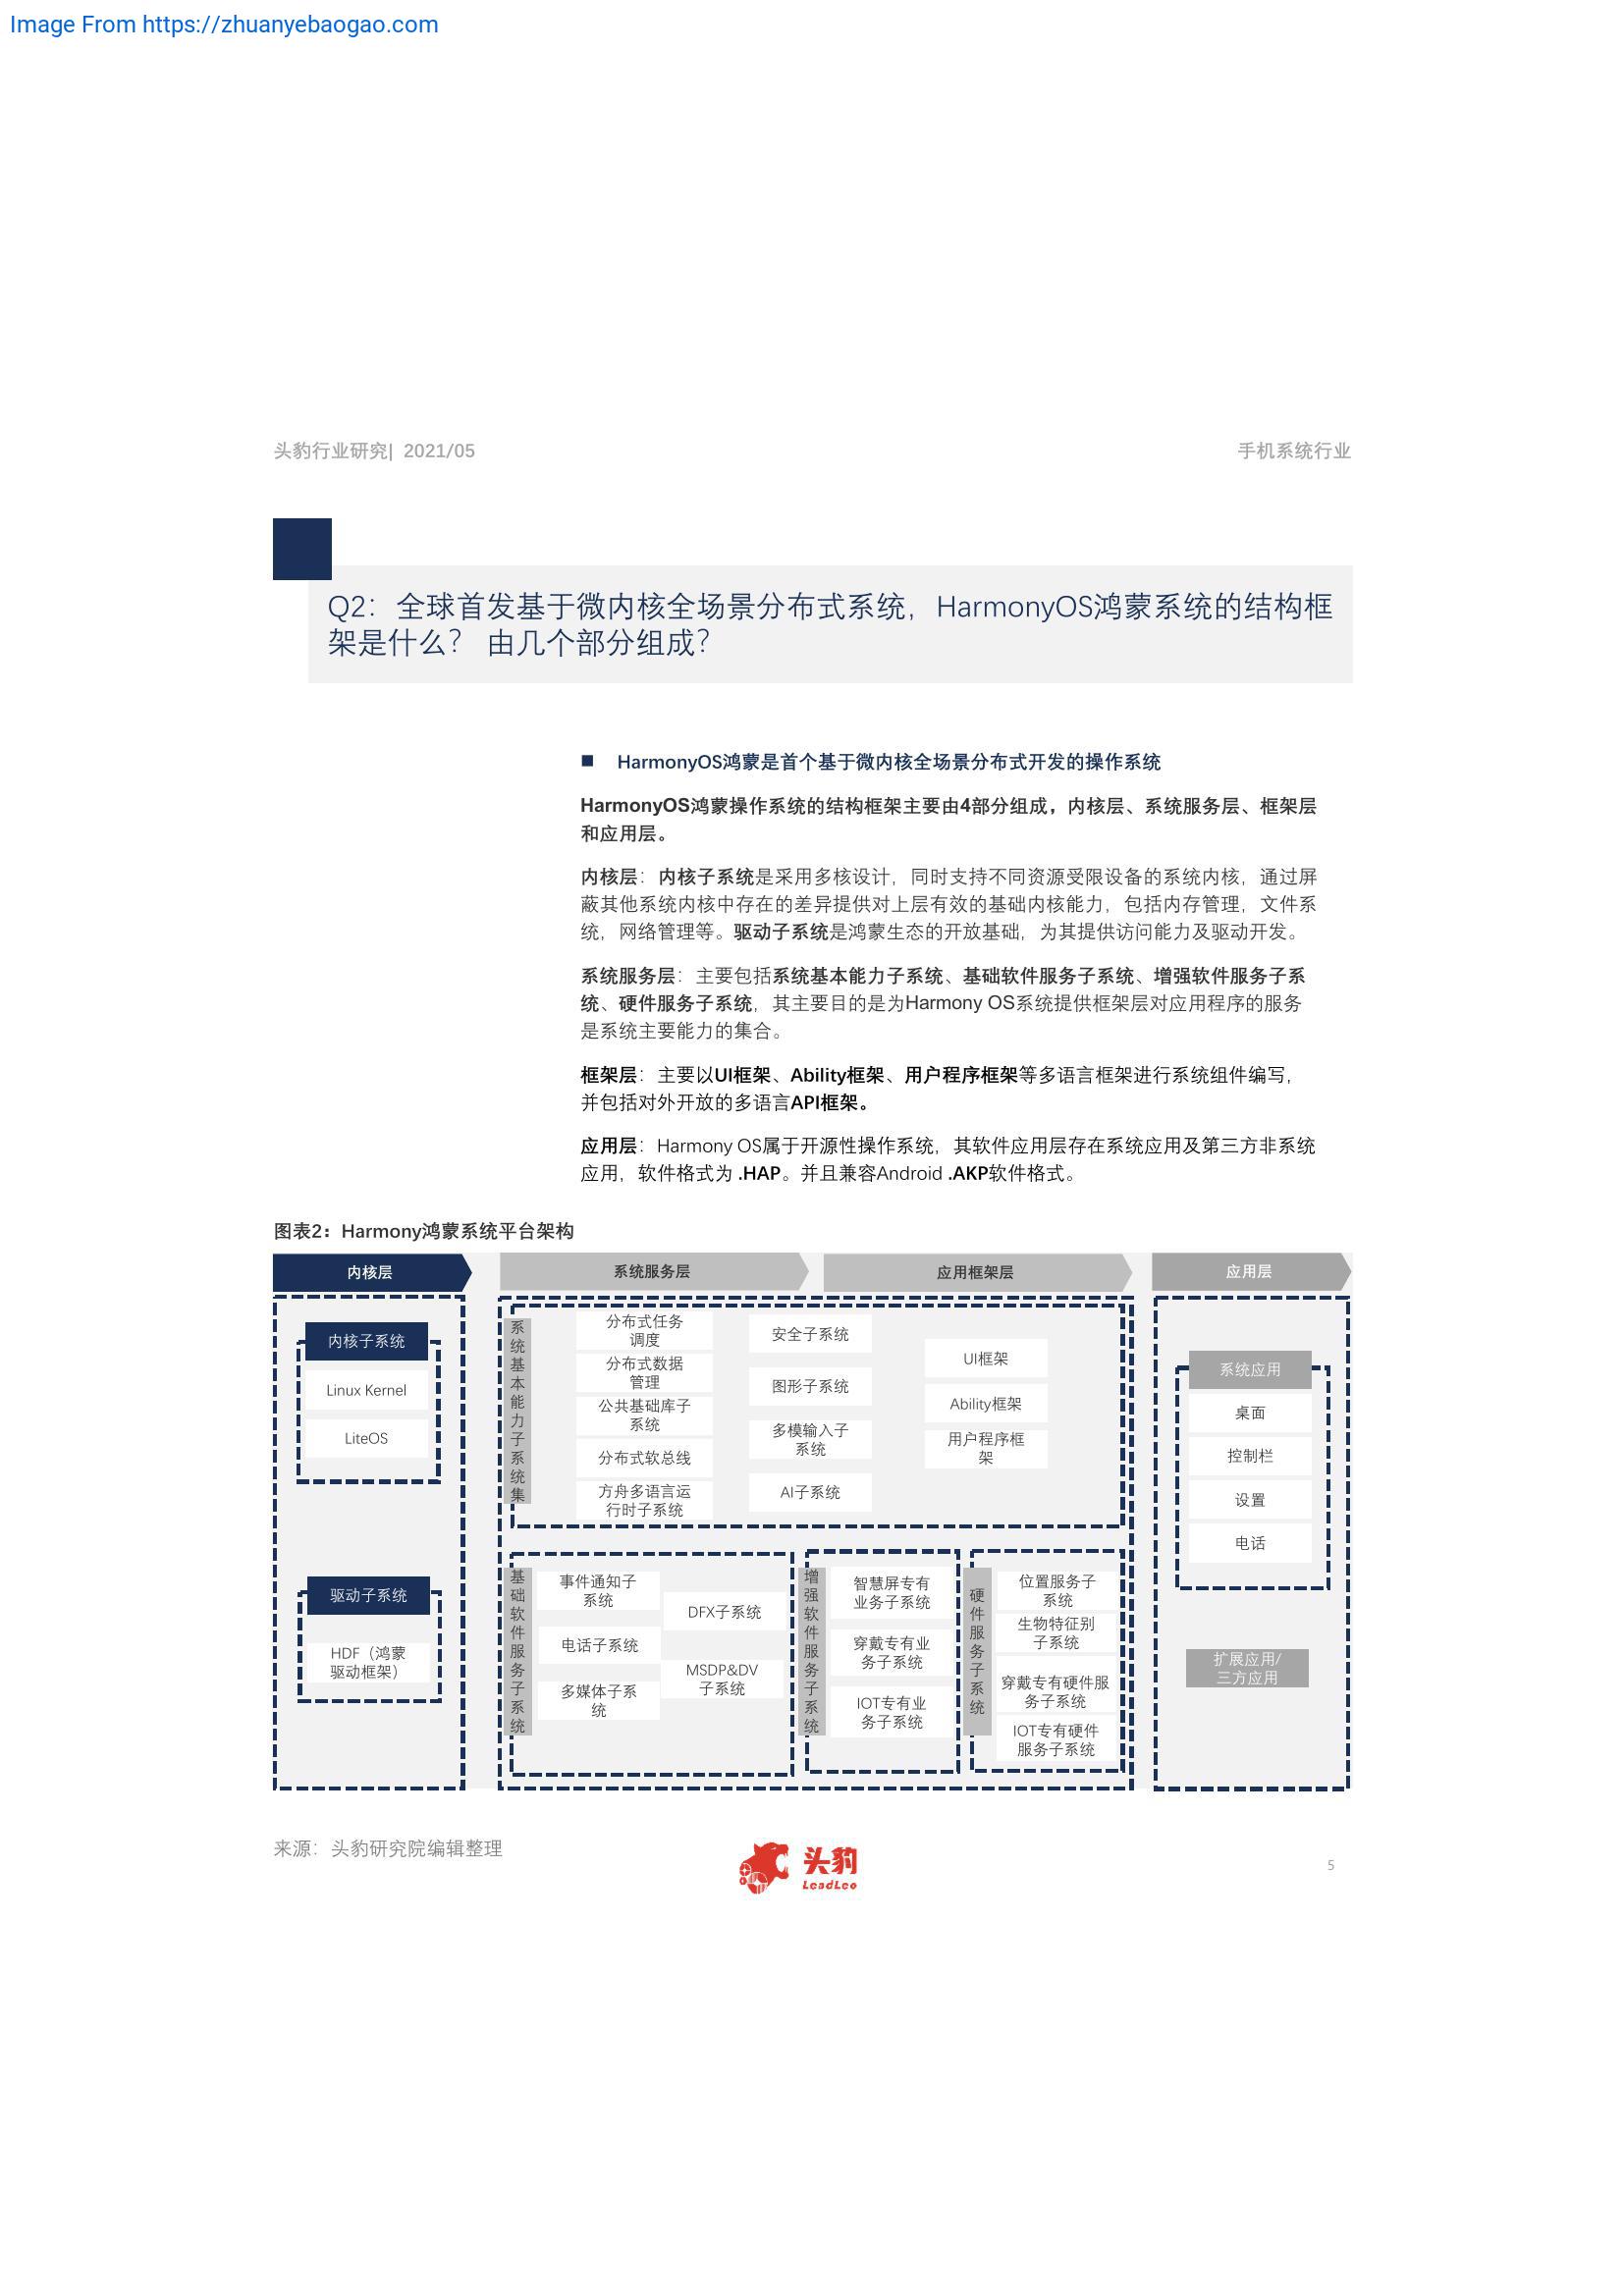 Image From https://zhuanyebaogao.com
头豹行业研究| 2021/05
手机系统行业
Q2：全球首发基于微内核全场景分布式系统，HarmonyOS鸿蒙系统的结构框
架是什么？ 由几个部分组成？
■ HarmonyOS鸿蒙是首个基于微内核全场景分布式开发的操作系统
HarmonyOS鸿蒙操作系统的结构框架主要由4部分组成，内核层、系统服务层、框架层
和应用层。
内核层：内核子系统是采用多核设计，同时支持不同资源受限设备的系统内核，通过屏
蔽其他系统内核中存在的差异提供对上层有效的基础内核能力，包括内存管理，文件系
统，网络管理等。驱动子系统是鸿蒙生态的开放基础，为其提供访问能力及驱动开发。
系统服务层：主要包括系统基本能力子系统、基础软件服务子系统、增强软件服务子系
统、硬件服务子系统，其主要目的是为Harmony OS系统提供框架层对应用程序的服务
是系统主要能力的集合。
框架层：主要以UI框架、Ability框架、用户程序框架等多语言框架进行系统组件编写，
并包括对外开放的多语言API框架。
应用层：Harmony OS属于开源性操作系统，其软件应用层存在系统应用及第三方非系统
应用，软件格式为 .HAP。并且兼容Android .AKP软件格式。
图表2：Harmony鸿蒙系统平台架构
内核层
系统服务层
应用框架层
应用层
内核子系统
Linux Kernel
LiteOS
驱动子系统
HDF（鸿蒙
驱动框架）
系统基本能力子系统集
分布式任务
调度
分布式数据
管理
公共基础库子
系统
分布式软总线
方舟多语言运
行时子系统
安全子系统
图形子系统
多模输入子
系统
AI子系统
UI框架
Ability框架
用户程序框
架
基础软件服务子系统
事件通知子
系统
电话子系统
多媒体子系
统
DFX子系统
MSDP&DV
子系统
增强软件服务子系统
智慧屏专有
业务子系统
穿戴专有业
务子系统
IOT专有业
务子系统
硬件服务子系统
位置服务子
系统
生物特征别
子系统
穿戴专有硬件服
务子系统
IOT专有硬件
服务子系统
系统应用
桌面
控制栏
设置
电话
扩展应用/
三方应用
来源：头豹研究院编辑整理
头豹
LeadLeo
5